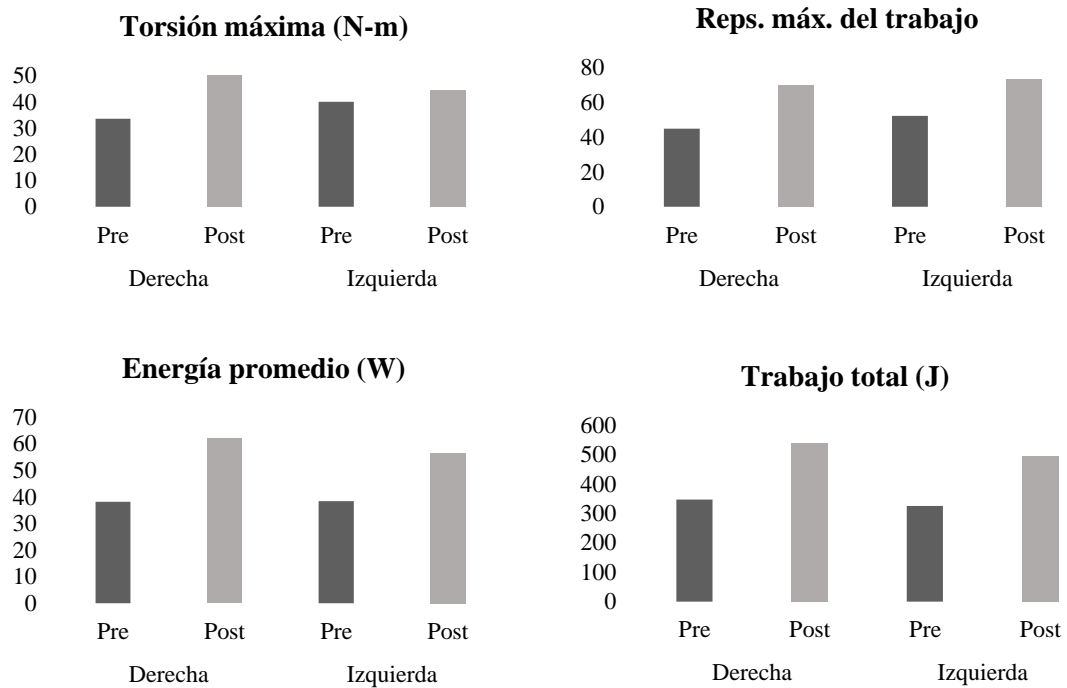 Torsión máxima (N-m)
50
40
30
20
10
0
Pre Post Pre Post
Derecha Izquierda
Reps. máx. del trabajo
80
60
40
20
0
Pre Post Pre Post
Derecha Izquierda
Energía promedio (W)
70
60
50
40
30
20
10
0
Pre Post Pre Post
Derecha Izquierda
Trabajo total (J)
600
500
400
300
200
100
0
Pre Post Pre Post
Derecha Izquierda